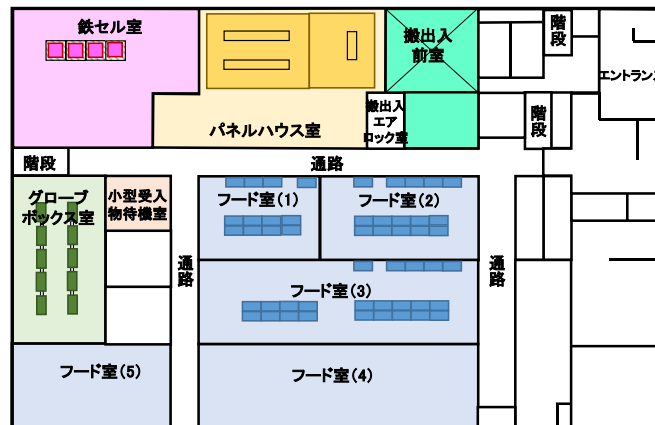 鉄セル室
搬出入
前室
階
段
エントランス
パネルハウス室
搬出入
エア
ロック室
階
段
階段
通路
グローブ
ボックス室
小型受入
物待機室
フード室(1)
フード室(2)
通
路
通
路
フード室(3)
フード室(5)
フード室(4)